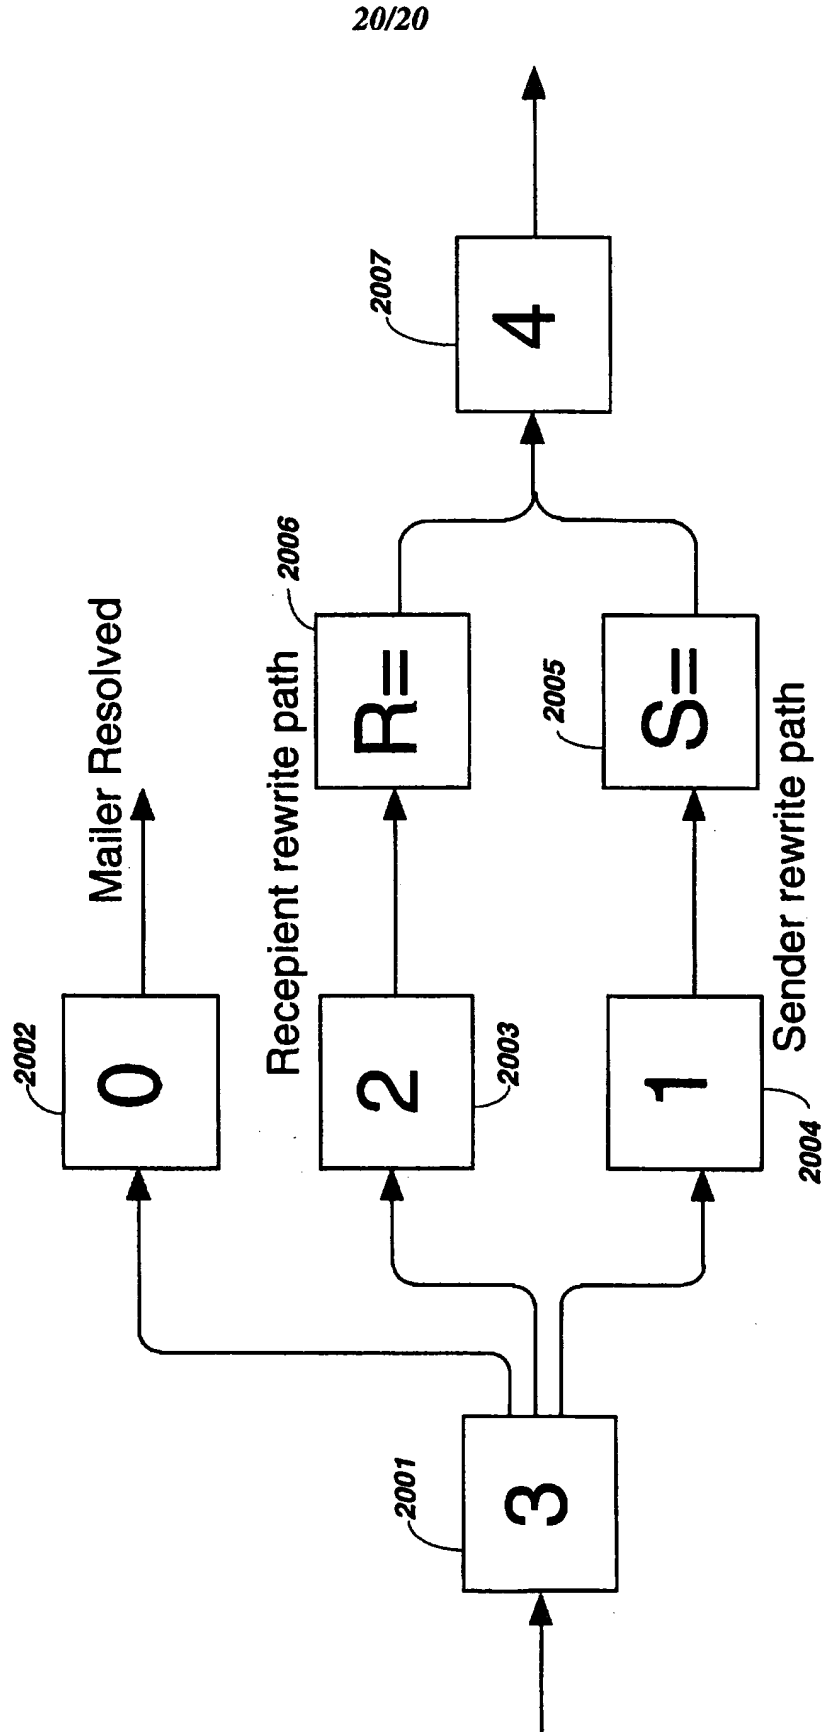 20/20
2002
0
Mailer Resolved
2001
3
2003
2
Recepient rewrite path
R=
2006
2004
1
Sender rewrite path
S=
2005
2007
4